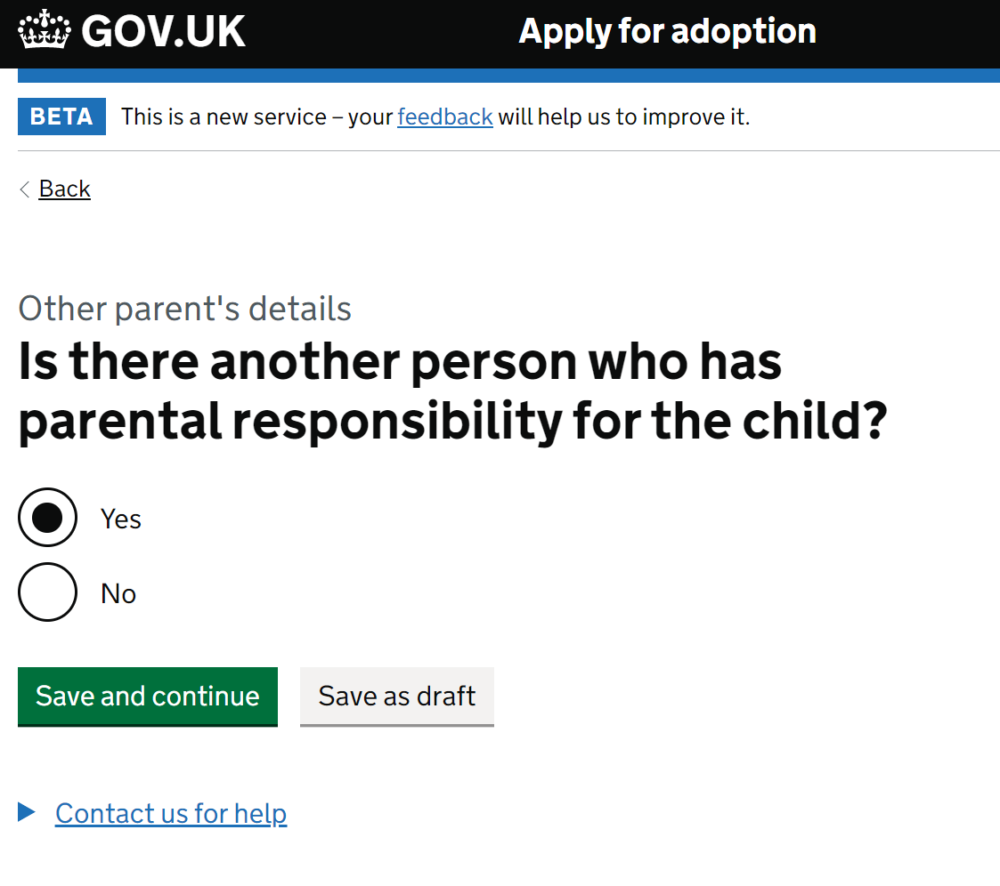 GOV.UK Apply for adoption
BETA This is a new service – your feedback will help us to improve it.
Back
Other parent's details
Is there another person who has
parental responsibility for the child?
Yes
No
Save and continue Save as draft
Contact us for help